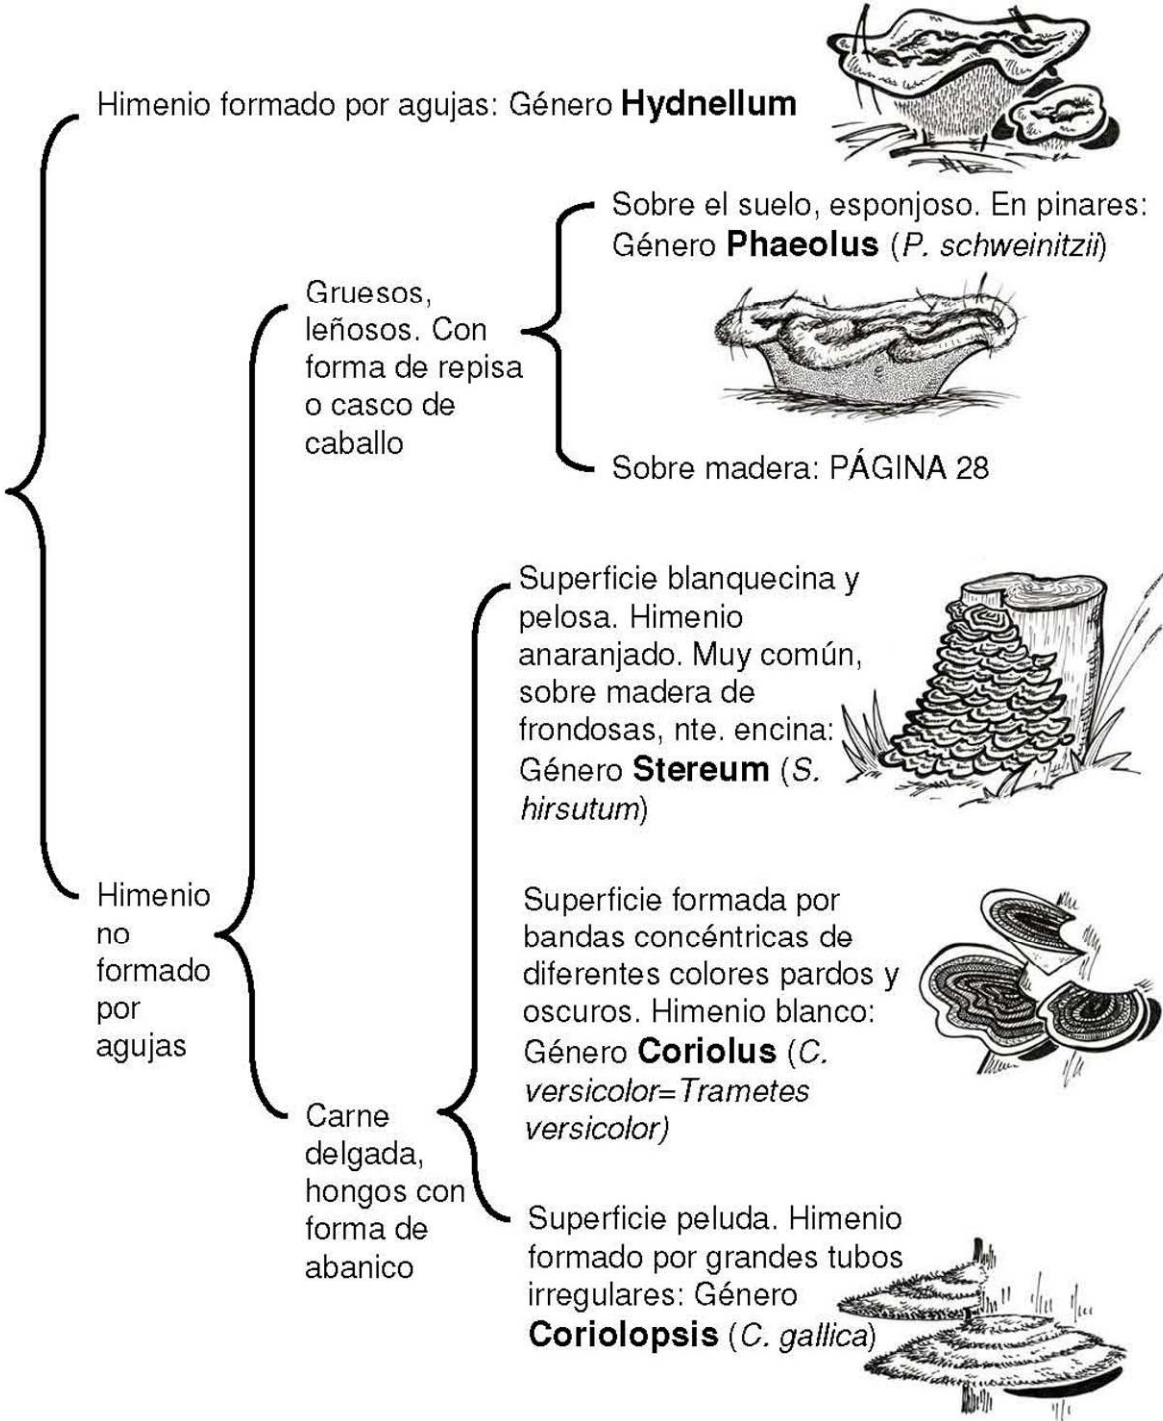 Himenio formado por agujas: Género Hydnellum
Sobre el suelo, esponjoso. En pinares:
Género Phaeolus (P. schweinitzii)
Gruesos,
leñosos. Con
forma de repisa
o casco de
caballo
Sobre madera: PÁGINA 28
Superficie blanquecina y
pelosa. Himenio
anaranjado. Muy común,
sobre madera de
frondosas, nte. encina:
Género Stereum (S.
hirsutum)
Himenio
no
formado
por
agujas
Superficie formada por
bandas concéntricas de
diferentes colores pardos y
oscuros. Himenio blanco:
Género Coriolus (C.
versicolor=Trametes
versicolor)
Carne
delgada,
hongos con
forma de
abanico
Superficie peluda. Himenio
formado por grandes tubos
irregulares: Género
Coriolopsis (C. gallica)